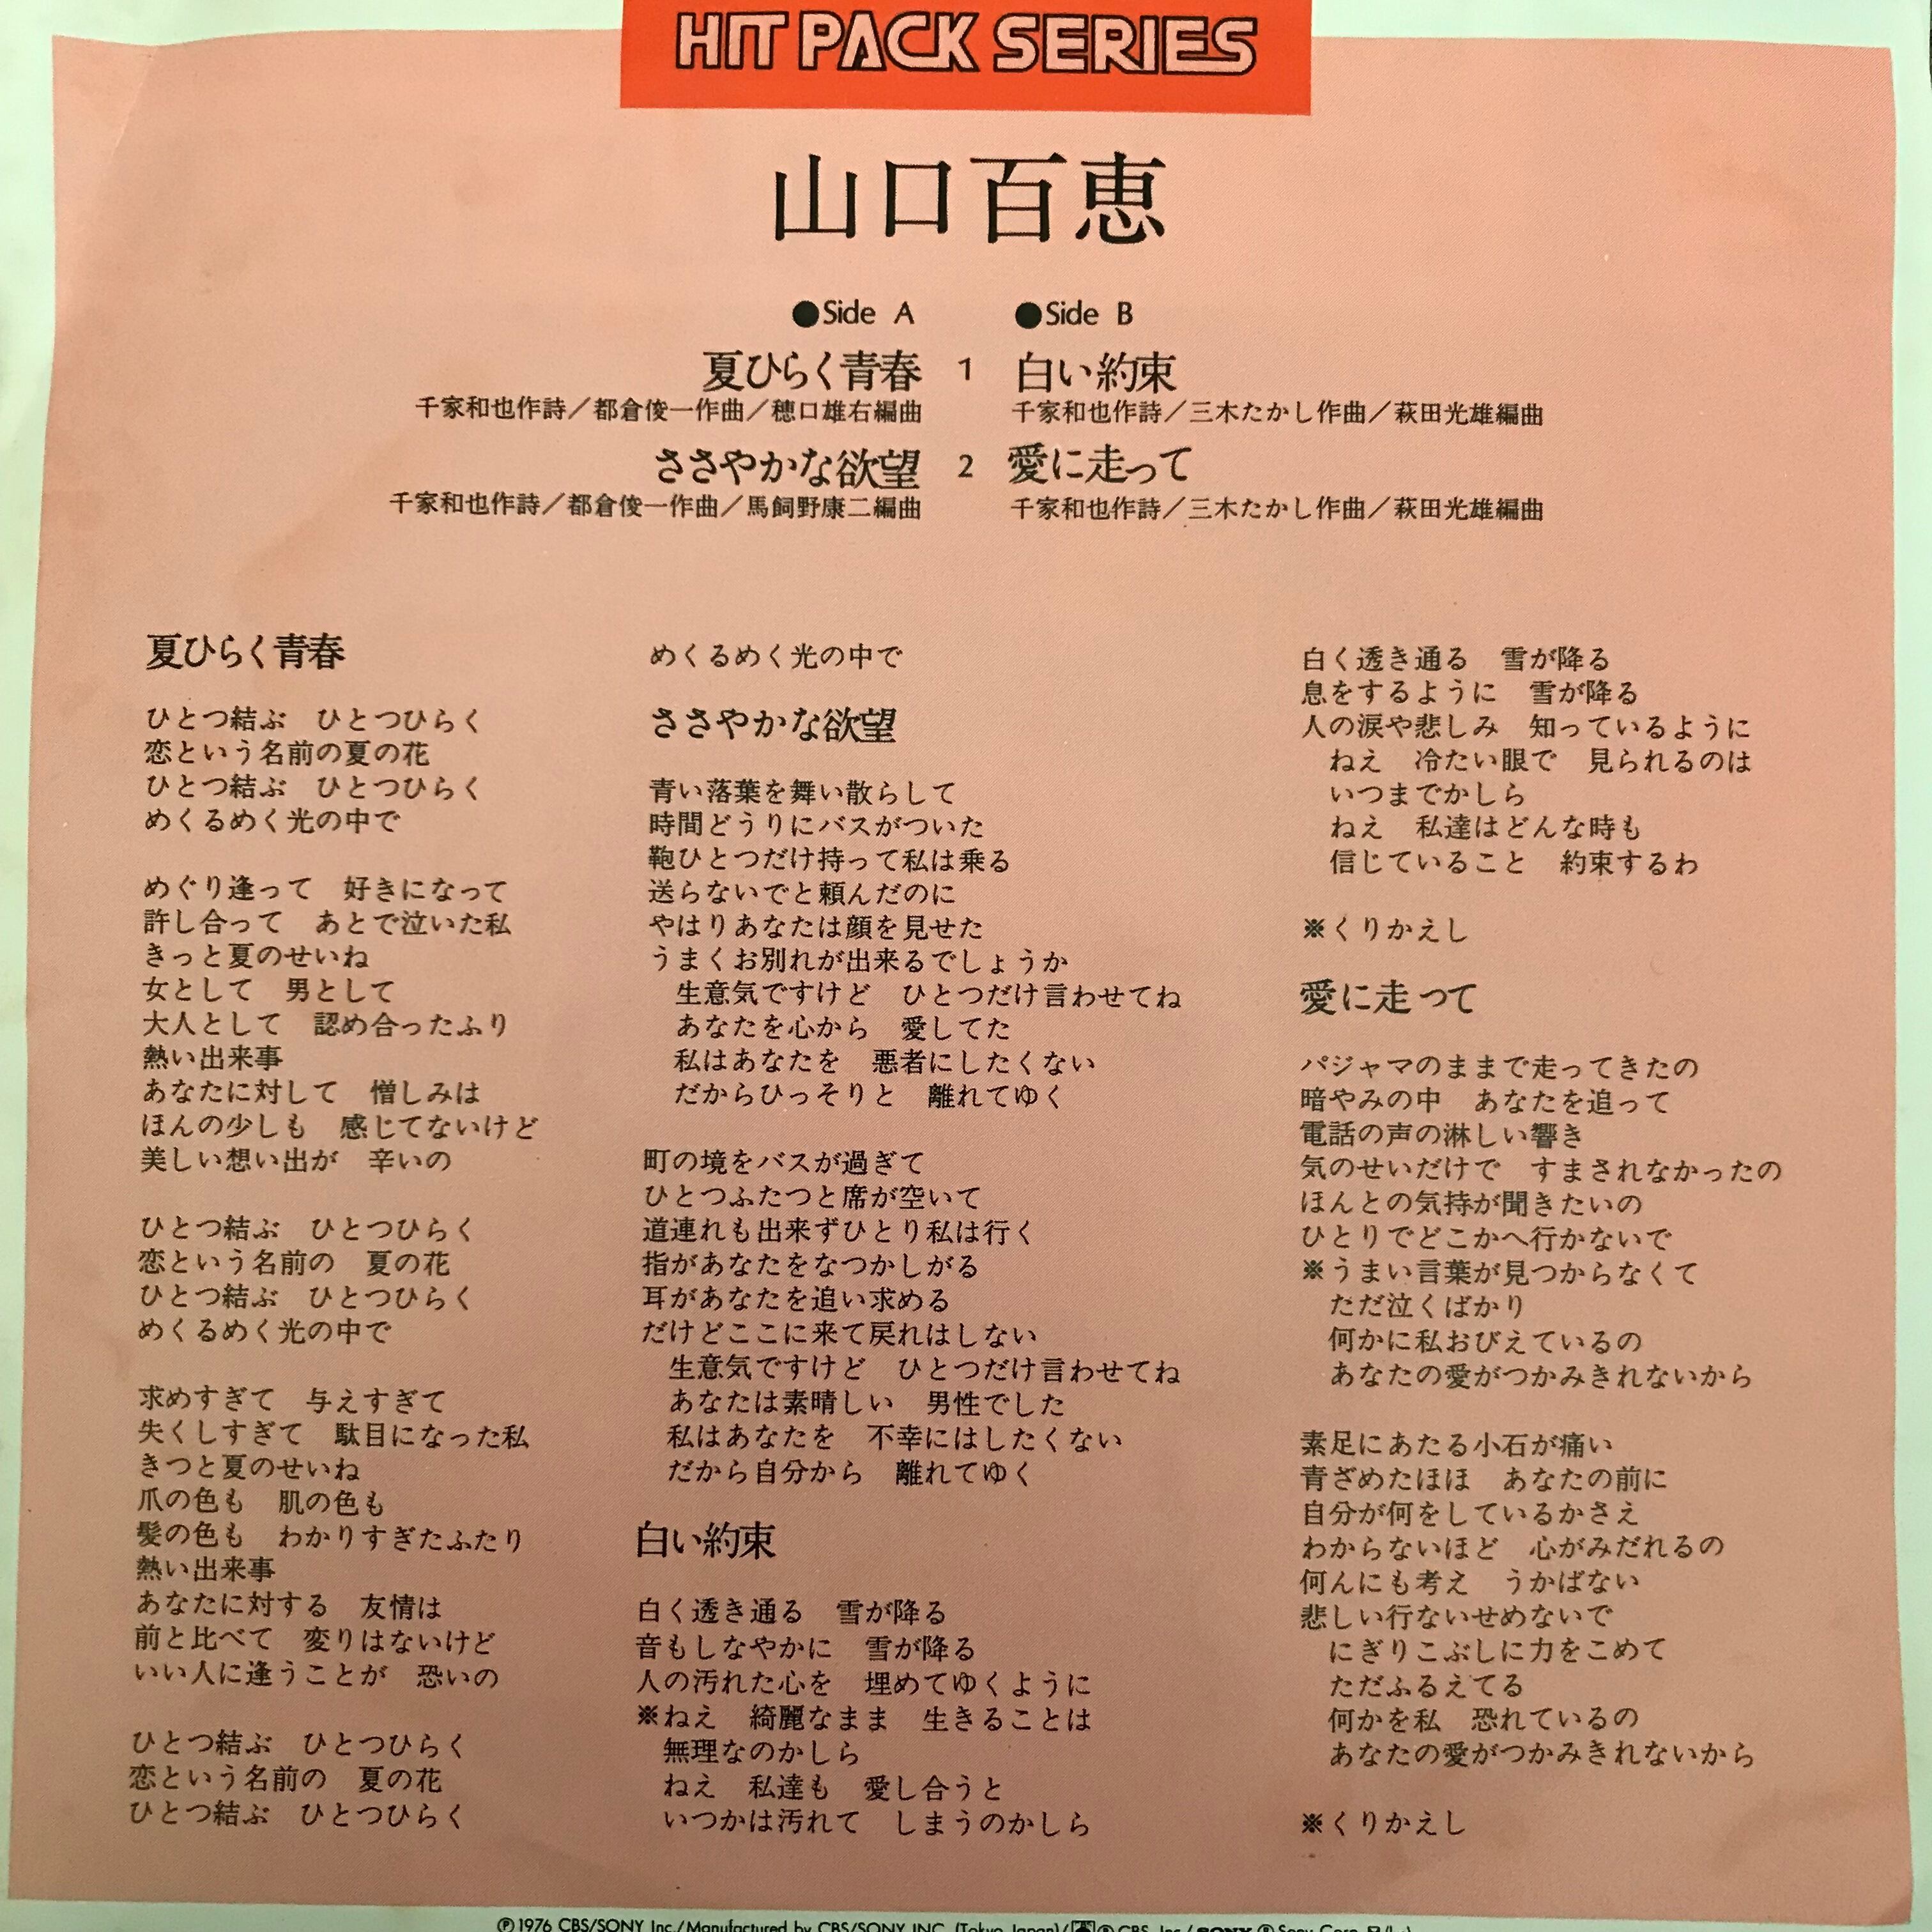 HIT PACK SERIES
山口百恵
●Side A
夏ひらく青春 1
千家和也作詩／都倉俊一作曲／穂口雄右編曲
ささやかな欲望 2
千家和也作詩／都倉俊一作曲／馬飼野康二編曲
●Side B
白い約束
千家和也作詩／三木たかし作曲／萩田光雄編曲
愛に走って
千家和也作詩／三木たかし作曲／萩田光雄編曲
夏ひらく青春
ひとつ結ぶ　ひとつひらく
恋という名前の夏の花
ひとつ結ぶ　ひとつひらく
めくるめく光の中で
めぐり逢って　好きになって
許し合って　あとで泣いた私
きっと夏のせいね
女として　男として
大人として　認め合ったふり
熱い出来事
あなたに対して　憎しみは
ほんの少しも　感じてないけど
美しい想い出が　辛いの
ひとつ結ぶ　ひとつひらく
恋という名前の　夏の花
ひとつ結ぶ　ひとつひらく
めくるめく光の中で
求めすぎて　与えすぎて
失くしすぎて　駄目になった私
きつと夏のせいね
爪の色も　肌の色も
髪の色も　わかりすぎたふたり
熱い出来事
あなたに対する　友情は
前と比べて　変りはないけど
いい人に逢うことが　恐いの
ひとつ結ぶ　ひとつひらく
恋という名前の　夏の花
ひとつ結ぶ　ひとつひらく
めくるめく光の中で
ささやかな欲望
青い落葉を舞い散らして
時間どうりにバスがついた
鞄ひとつだけ持って私は乗る
送らないでと頼んだのに
やはりあなたは顔を見せた
うまくお別れが出来るでしょうか
生意気ですけど　ひとつだけ言わせてね
あなたを心から　愛してた
私はあなたを　悪者にしたくない
だからひっそりと　離れてゆく
町の境をバスが過ぎて
ひとつふたつと席が空いて
道連れも出来ずひとり私は行く
指があなたをなつかしがる
耳があなたを追い求める
だけどここに来て戻れはしない
生意気ですけど　ひとつだけ言わせてね
あなたは素晴しい　男性でした
私はあなたを　不幸にはしたくない
だから自分から　離れてゆく
白い約束
白く透き通る　雪が降る
音もしなやかに　雪が降る
人の汚れた心を　埋めてゆくように
※ねえ　綺麗なまま　生きることは
無理なのかしら
ねえ　私達も　愛し合うと
いつかは汚れて　しまうのかしら
白く透き通る　雪が降る
息をするように　雪が降る
人の涙や悲しみ　知っているように
ねえ　冷たい眼で　見られるのは
いつまでかしら
ねえ　私達はどんな時も
信じていること　約束するわ
※くりかえし
愛に走って
パジャマのままで走ってきたの
暗やみの中　あなたを追って
電話の声の淋しい響き
気のせいだけで　すまされなかったの
ほんとの気持が聞きたいの
ひとりでどこかへ行かないで
※うまい言葉が見つからなくて
ただ泣くばかり
何かに私おびえているの
あなたの愛がつかみきれないから
素足にあたる小石が痛い
青ざめたほほ　あなたの前に
自分が何をしているかさえ
わからないほど　心がみだれるの
何んにも考え　うかばない
悲しい行ないせめないで
にぎりこぶしに力をこめて
ただふるえてる
何かを私　恐れているの
あなたの愛がつかみきれないから
※くりかえし
Ⓟ1976 CBS/SONY Inc./Manufactured by CBS/SONY INC. (Tokyo Japan)/